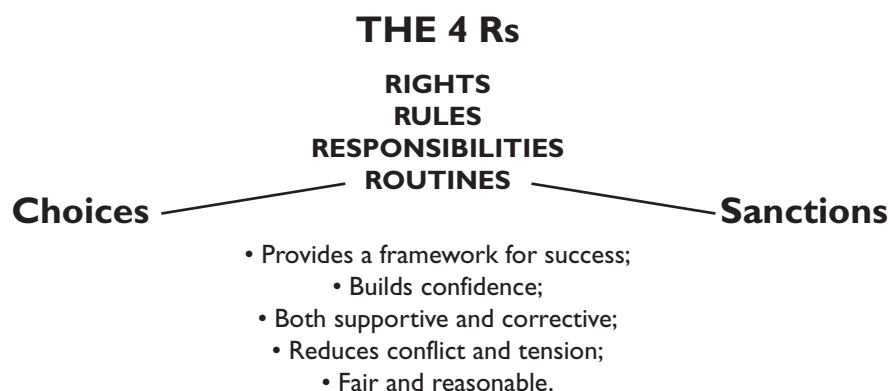 THE 4 Rs
RIGHTS
RULES
RESPONSIBILITIES
ROUTINES
Choices
Sanctions
• Provides a framework for success;
• Builds confidence;
• Both supportive and corrective;
• Reduces conflict and tension;
• Fair and reasonable.